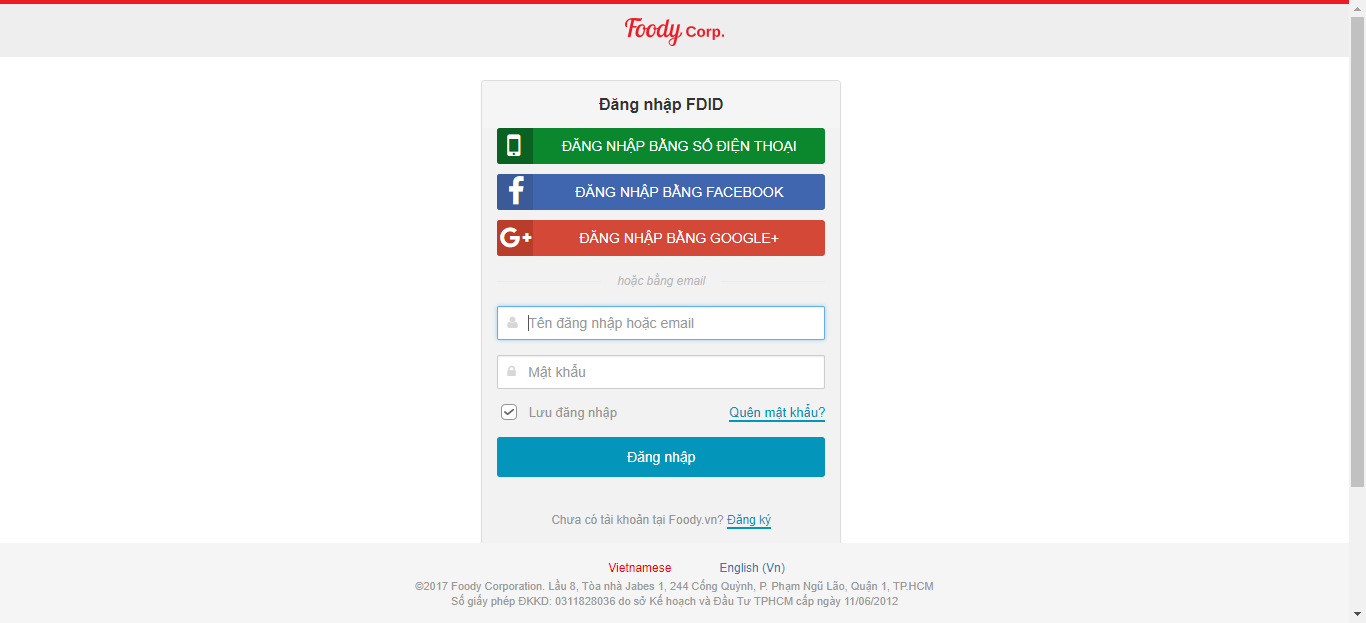 Foody Corp.
Đăng nhập FDID
ĐĂNG NHẬP BẰNG SỐ ĐIỆN THOẠI
f
ĐĂNG NHẬP BẰNG FACEBOOK
G+
ĐĂNG NHẬP BẰNG GOOGLE+
hoặc bằng email
Tên đăng nhập hoặc email
Mật khẩu
Lưu đăng nhập
Quên mật khẩu?
Đăng nhập
Chưa có tài khoản tại Foody.vn? Đăng ký
Vietnamese
English (Vn)
©2017 Foody Corporation. Lầu 8, Tòa nhà Jabes 1, 244 Cống Quỳnh, P. Phạm Ngũ Lão, Quận 1, TP.HCM
Số giấy phép ĐKKD: 0311828036 do sở Kế hoạch và Đầu Tư TPHCM cấp ngày 11/06/2012